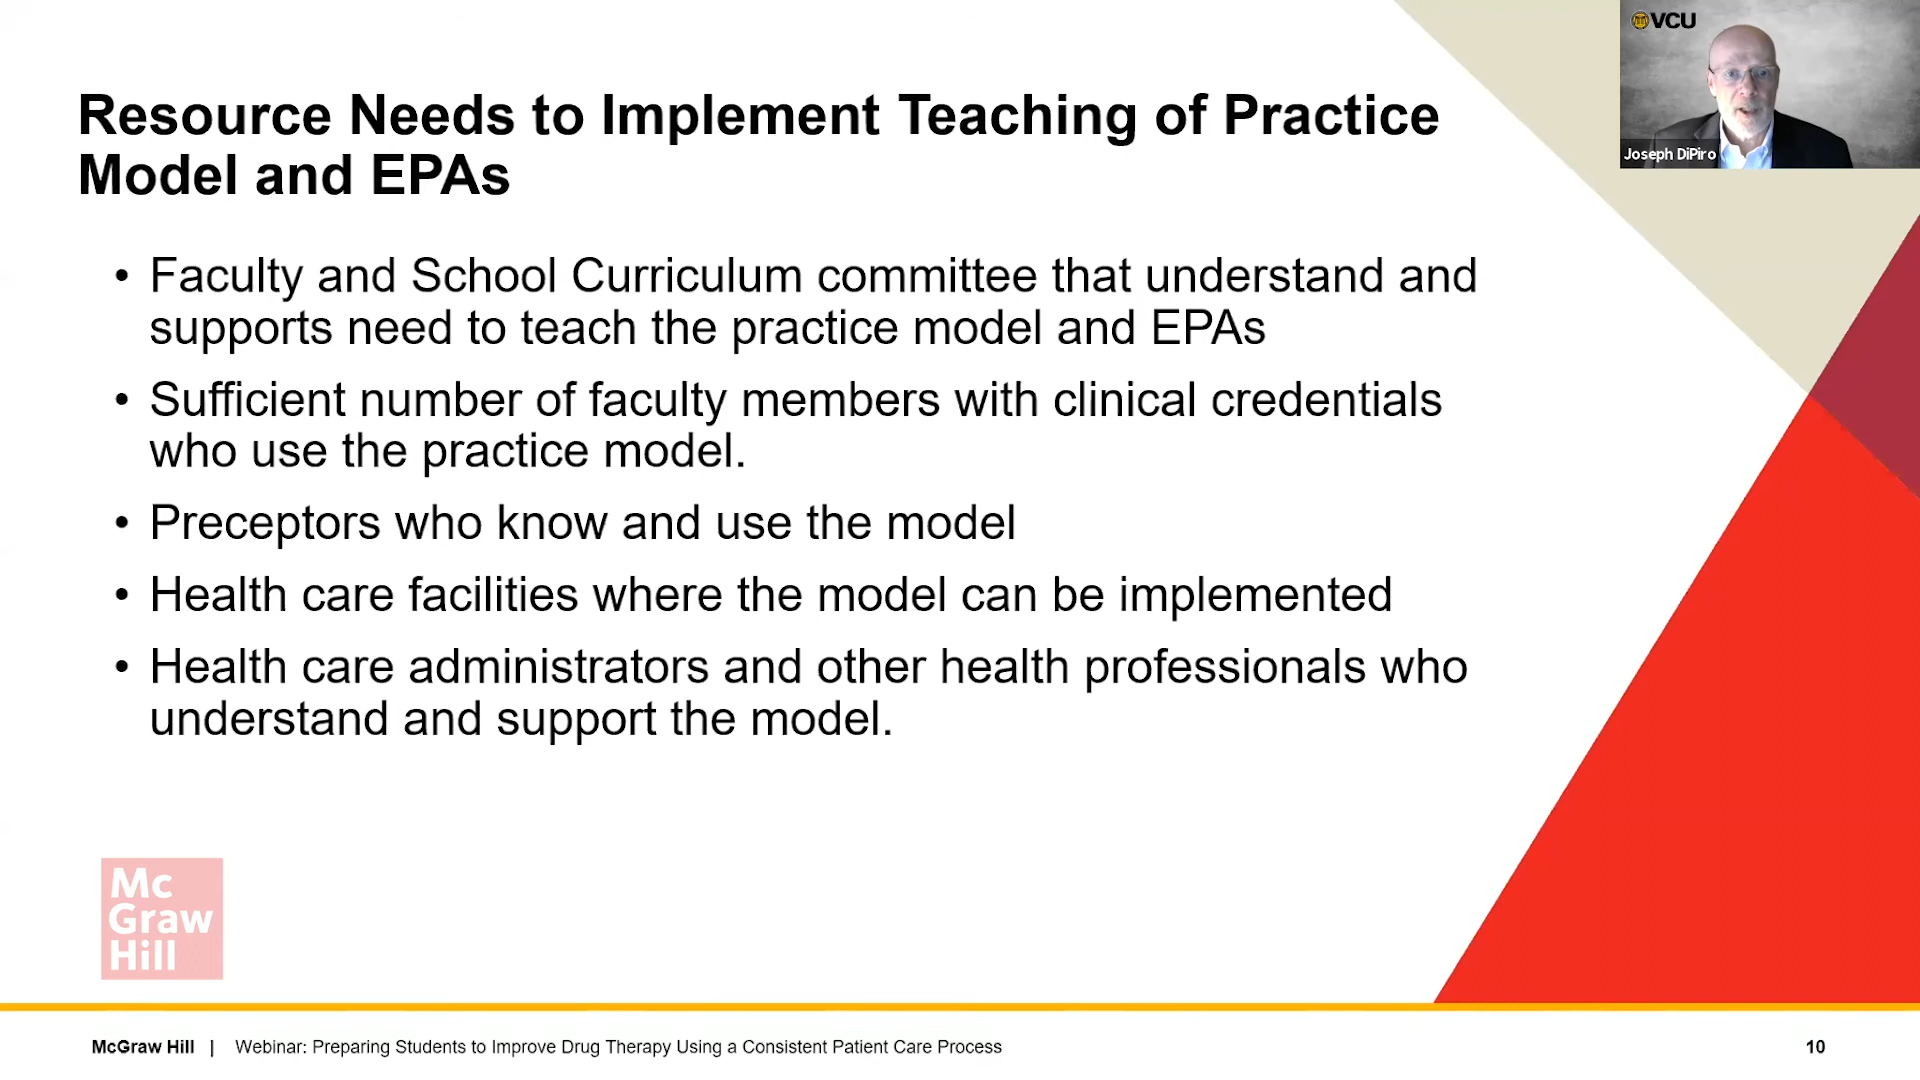 VCU
Joseph DiPiro
Resource Needs to Implement Teaching of Practice
Model and EPAs
• Faculty and School Curriculum committee that understand and
supports need to teach the practice model and EPAs
• Sufficient number of faculty members with clinical credentials
who use the practice model.
• Preceptors who know and use the model
• Health care facilities where the model can be implemented
• Health care administrators and other health professionals who
understand and support the model.
Mc
Graw
Hill
McGraw Hill | Webinar: Preparing Students to Improve Drug Therapy Using a Consistent Patient Care Process 10